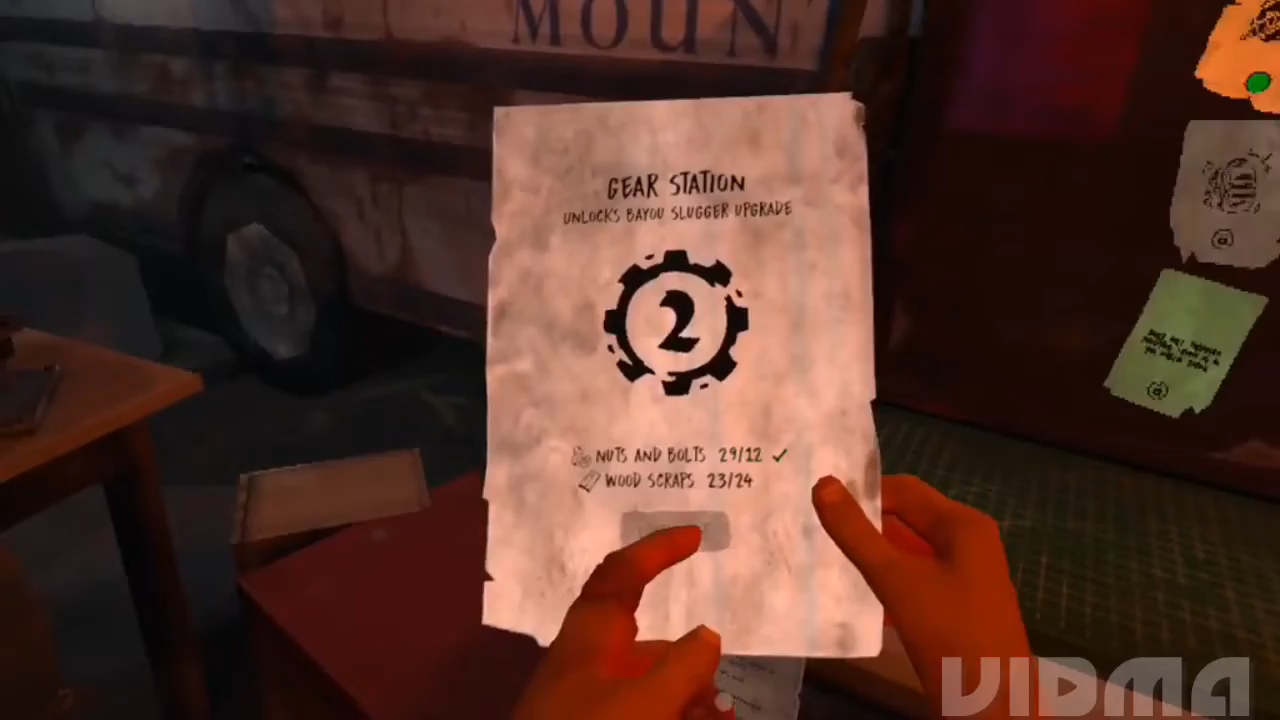 MOUN
GEAR STATION
UNLOCKS BAYOU SLUGGER UPGRADE
2
NUTS AND BOLTS 29/12 ✓
WOOD SCRAPS 23/24
VIDMA